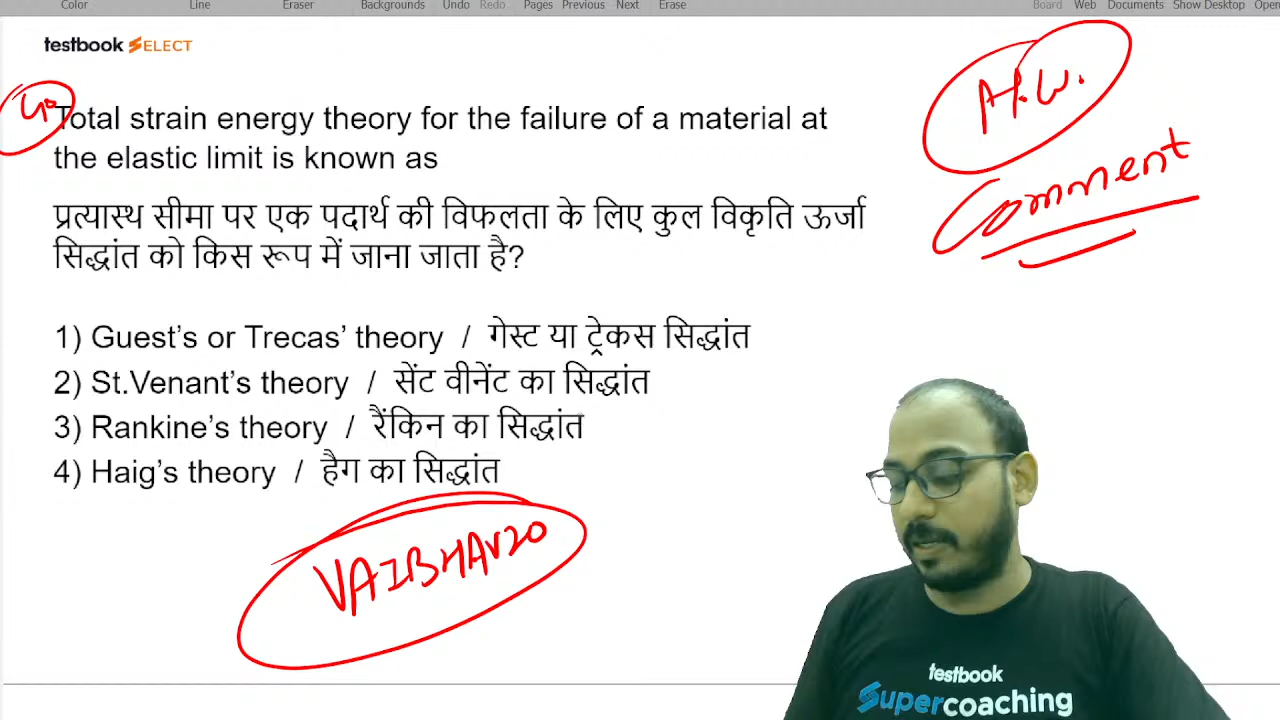 Color Line Eraser Backgrounds Undo Redo Pages Previous Next Erase Board Web Documents Show Desktop Open
testbook SELECT
H.W.
Comment
Total strain energy theory for the failure of a material at
the elastic limit is known as
प्रत्यास्थ सीमा पर एक पदार्थ की विफलता के लिए कुल विकृति ऊर्जा
सिद्धांत को किस रूप में जाना जाता है?
1) Guest's or Trecas' theory / गेस्ट या ट्रेकस सिद्धांत
2) St.Venant's theory / सेंट वीनेंट का सिद्धांत
3) Rankine's theory / रैंकिन का सिद्धांत
4) Haig's theory / हैग का सिद्धांत
VAIBHAV20
testbook
Supercoaching